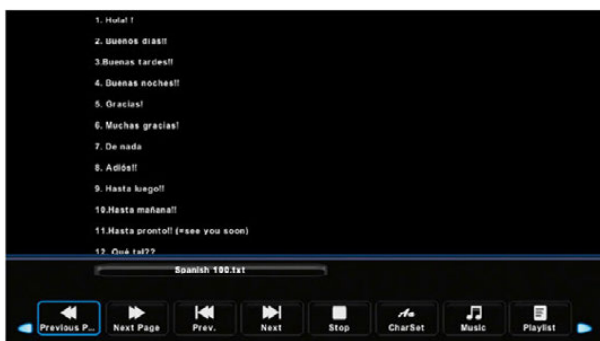 1. Hola! !
2. Buenos dias!!
3.Buenas tardes!!
4. Buenas noches!!
5. Gracias!
6. Muchas gracias!
7. De nada
8. Adiós!!
9. Hasta luego!!
10.Hasta mañana!!
11.Hasta pronto!! (=see you soon)
12. Qué tal??
Spanish 100.txt
Previous P... Next Page Prev. Next Stop CharSet Music Playlist